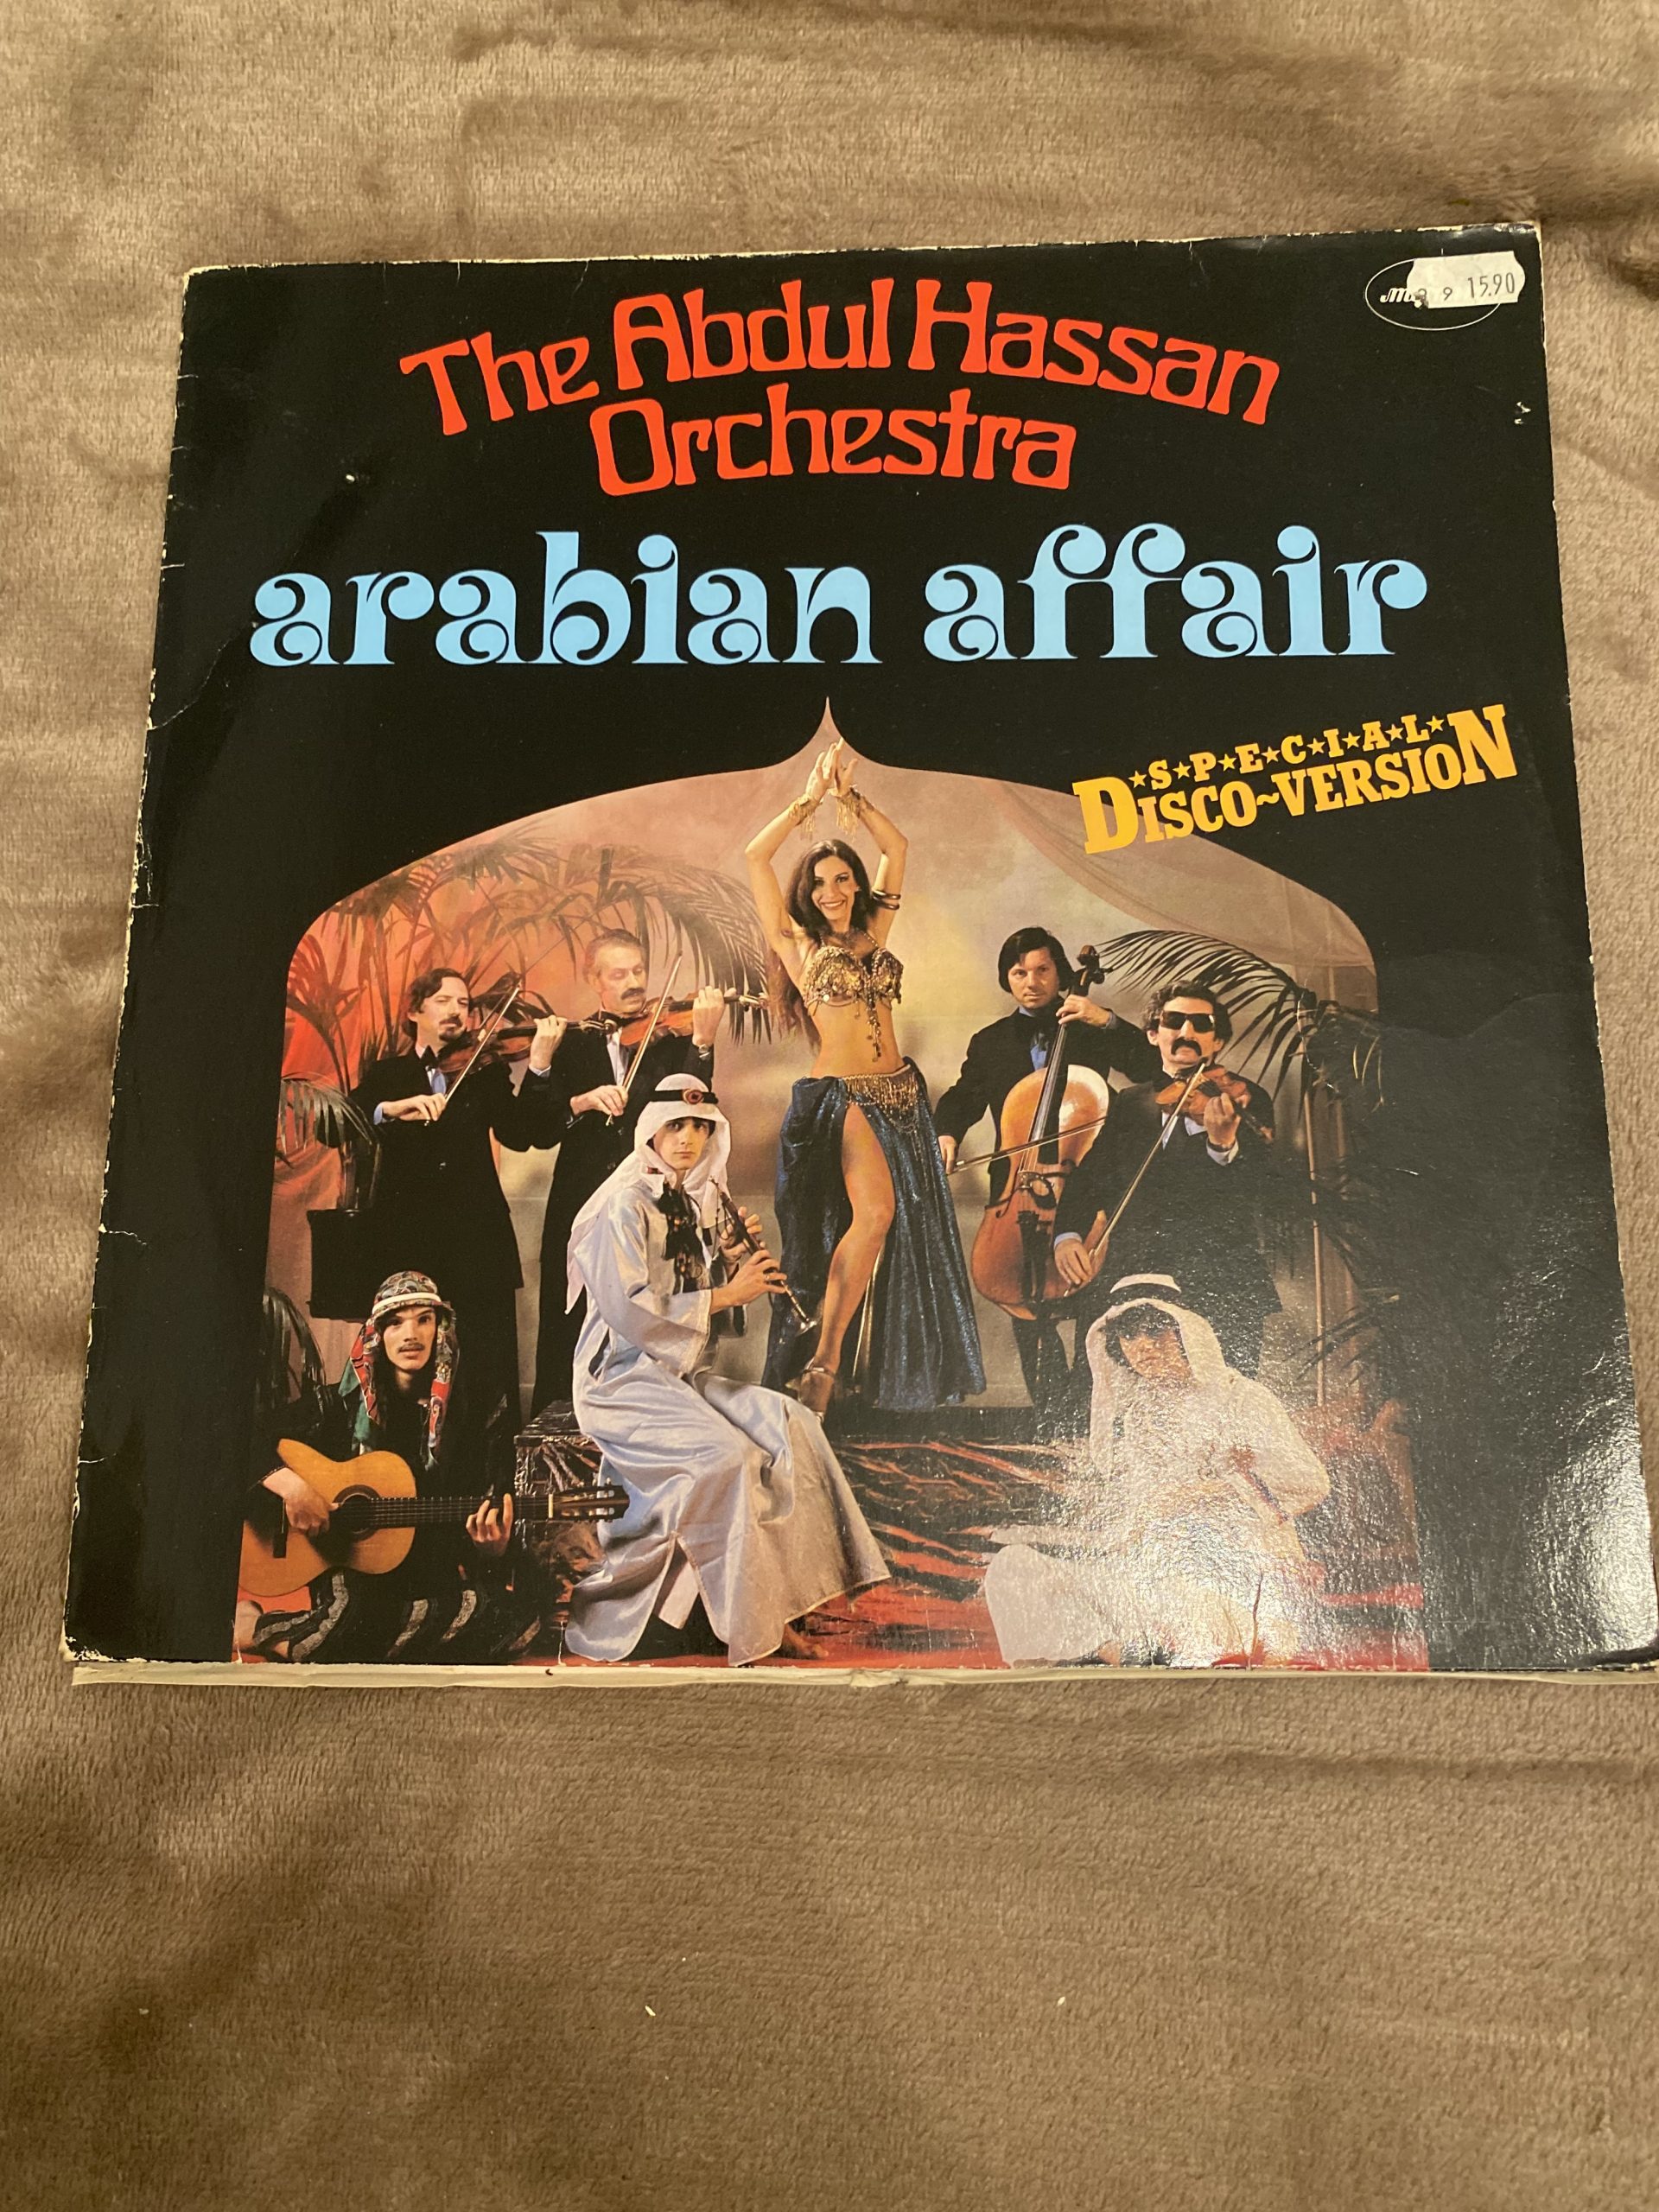 15.90
The Abdul Hassan
Orchestra
arabian affair
S★P★E★C★I★A★L
DISCO~VERSION